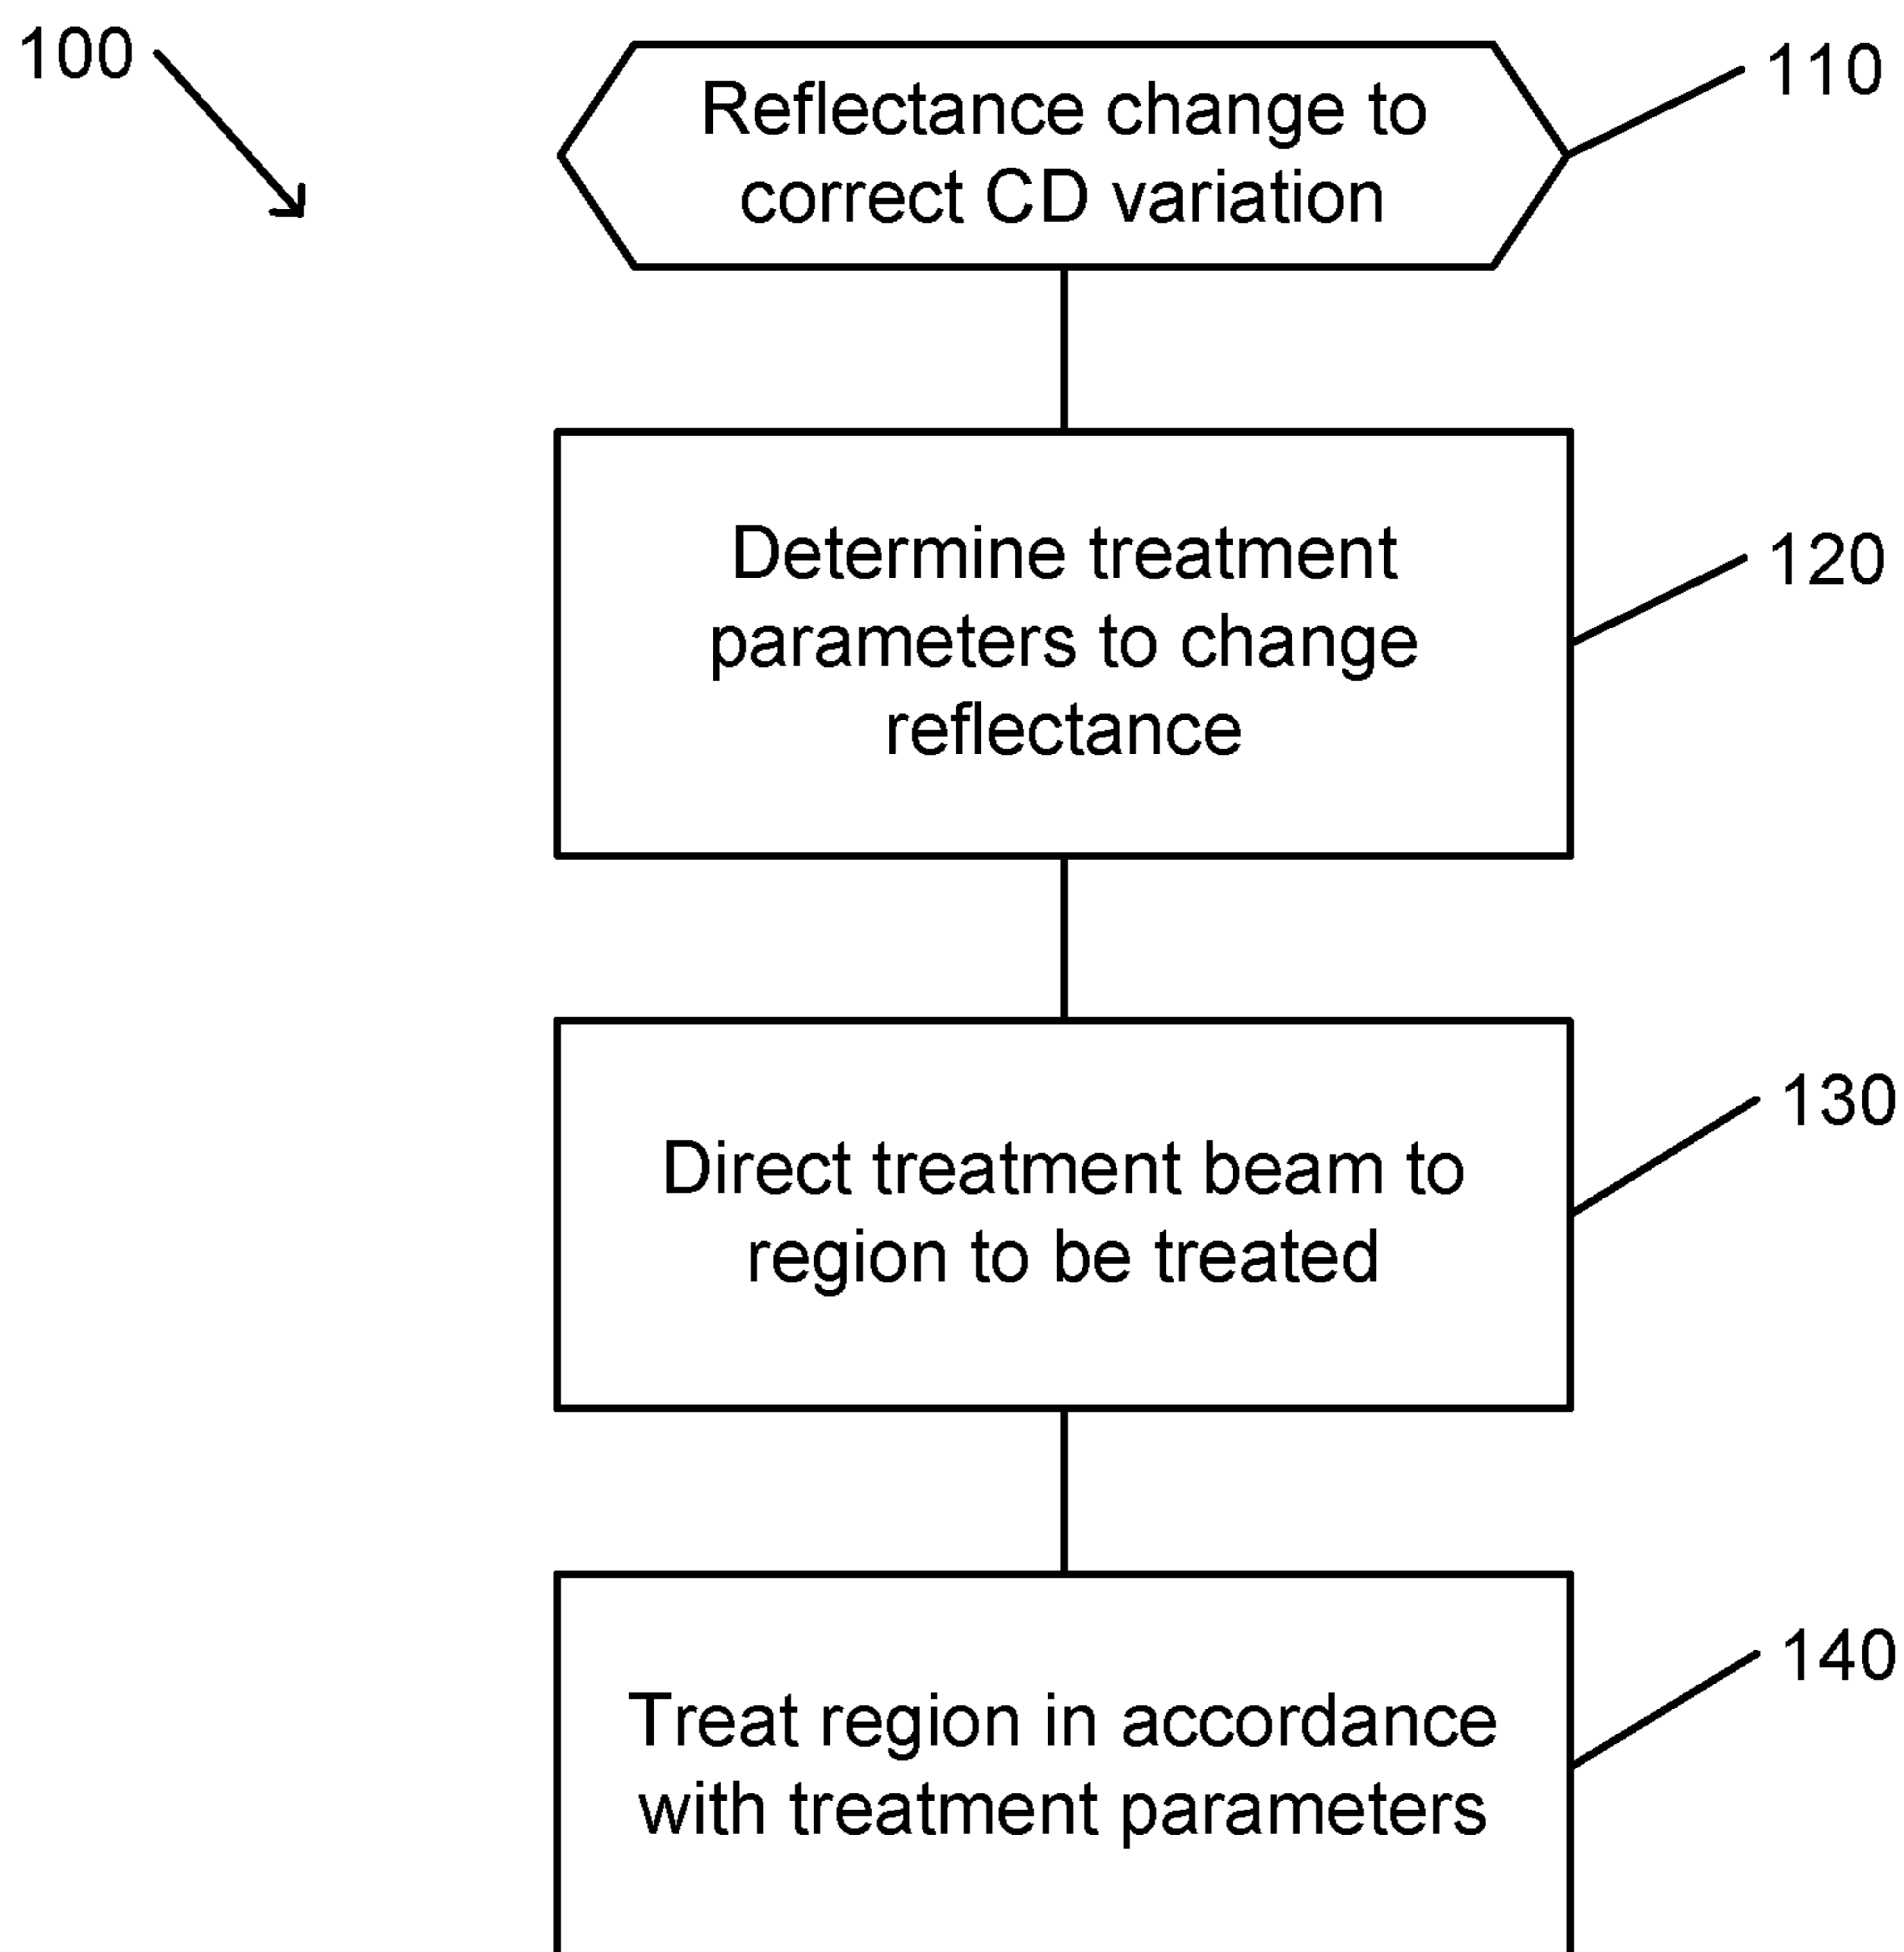 100
Reflectance change to
correct CD variation
110
Determine treatment
parameters to change
reflectance
120
Direct treatment beam to
region to be treated
130
Treat region in accordance
with treatment parameters
140